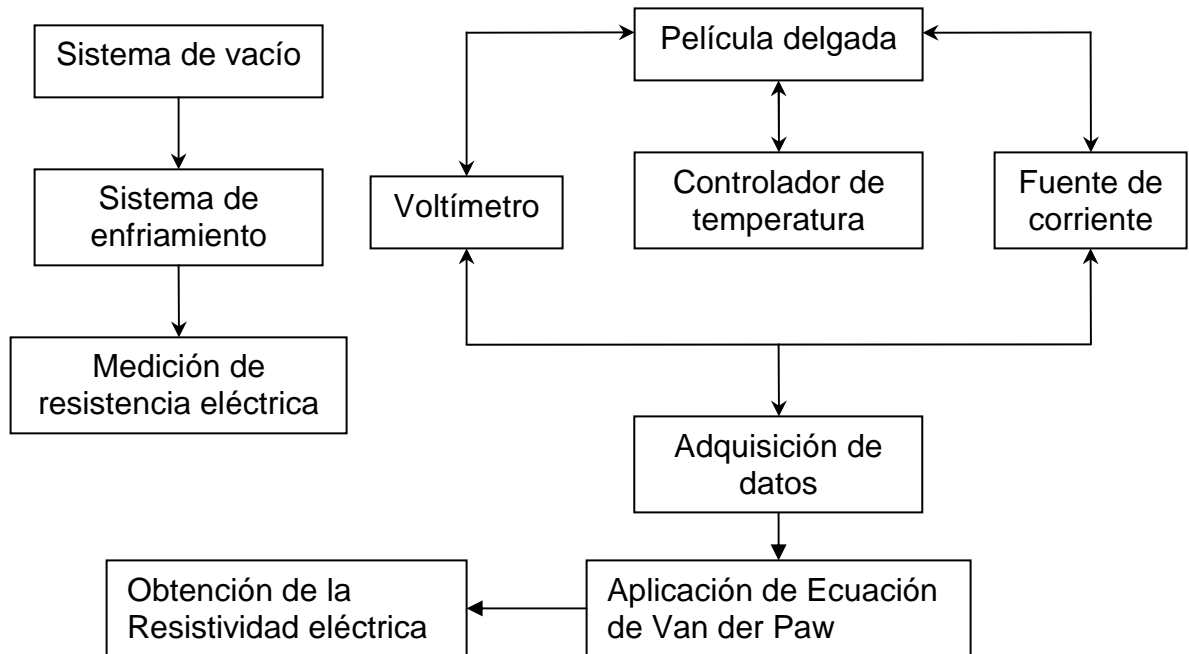 Sistema de vacío
Sistema de
enfriamiento
Medición de
resistencia eléctrica
Película delgada
Voltímetro
Controlador de
temperatura
Fuente de
corriente
Adquisición de
datos
Aplicación de Ecuación
de Van der Paw
Obtención de la
Resistividad eléctrica